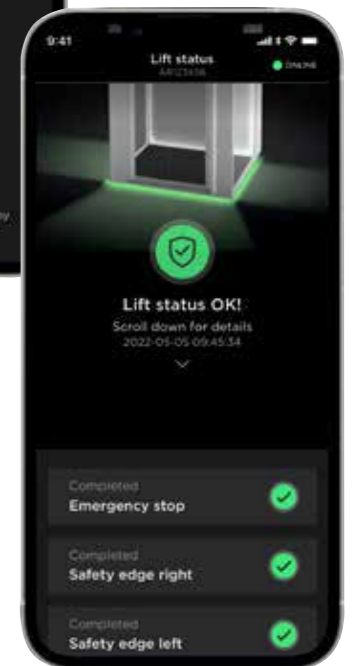 9:41
Lift status
ONLINE
Lift status OK!
Scroll down for details
2022-05-05 09:45:34
Completed
Emergency stop
Completed
Safety edge right
Completed
Safety edge left